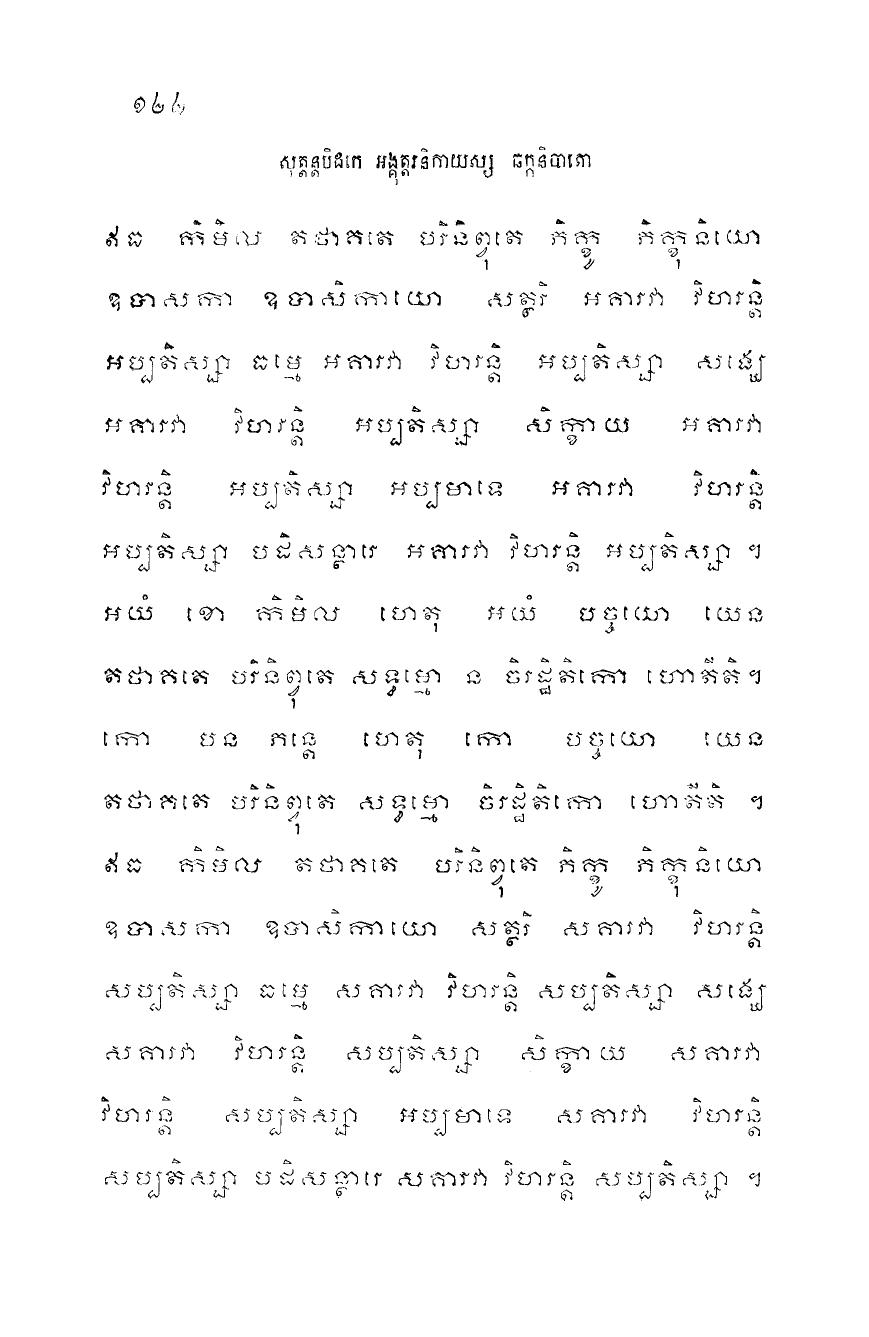 ១៤៤
សុត្តន្តបិដកេ អង្គុត្តរនិកាយស្ស ឆក្កនិបាតោ
ឥធ កិមិល តថាគតេ បរិនិព្វុតេ ភិក្ខូ ភិក្ខុនិយោ
ឧបាសកា ឧបាសិកាយោ សត្ថរិ អគារវា វិហរន្តិ
អប្បតិស្សា ធម្មេ អគារវា វិហរន្តិ អប្បតិស្សា សង្ឃេ
អគារវា វិហរន្តិ អប្បតិស្សា សិក្ខាយ អគារវា
វិហរន្តិ អប្បតិស្សា អប្បមាទេ អគារវា វិហរន្តិ
អប្បតិស្សា បដិសន្ថារេ អគារវា វិហរន្តិ អប្បតិស្សា ។
អយំ ខោ កិមិល ហេតុ អយំ បច្ចយោ យេន
តថាគតេ បរិនិព្វុតេ សទ្ធម្មោ ន ចិរដ្ឋិតិកោ ហោតីតិ។
កោ បន ភន្តេ ហេតុ កោ បច្ចយោ យេន
តថាគតេ បរិនិព្វុតេ សទ្ធម្មោ ចិរដ្ឋិតិកោ ហោតីតិ ។
ឥធ កិមិល តថាគតេ បរិនិព្វុតេ ភិក្ខូ ភិក្ខុនិយោ
ឧបាសកា ឧបាសិកាយោ សត្ថរិ សគារវា វិហរន្តិ
សប្បតិស្សា ធម្មេ សគារវា វិហរន្តិ សប្បតិស្សា សង្ឃេ
សគារវា វិហរន្តិ សប្បតិស្សា សិក្ខាយ សគារវា
វិហរន្តិ សប្បតិស្សា អប្បមាទេ សគារវា វិហរន្តិ
សប្បតិស្សា បដិសន្ថារេ សគារវា វិហរន្តិ សប្បតិស្សា ។